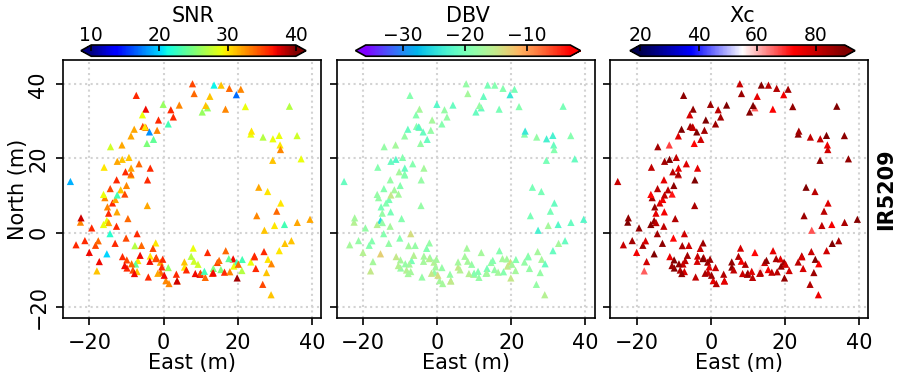 SNR DBV Xc
10 20 30 40 −30 −20 −10 20 40 60 80
40
20
0
−20
North (m)
−20 0 20 40 −20 0 20 40 −20 0 20 40
East (m) East (m) East (m)
IR5209